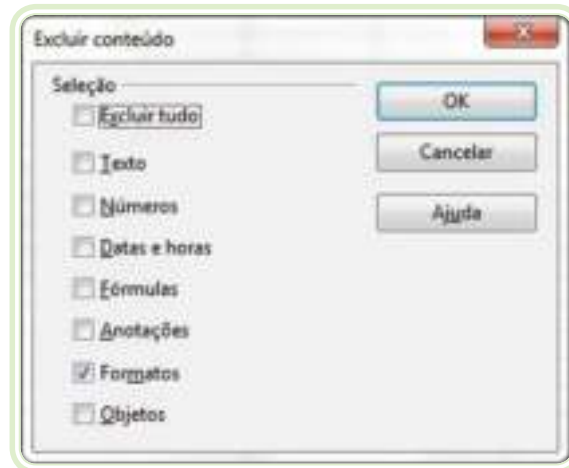 Excluir conteúdo
Seleção
Excluir tudo
Texto
Números
Datas e horas
Fórmulas
Anotações
Formatos
Objetos
OK
Cancelar
Ajuda